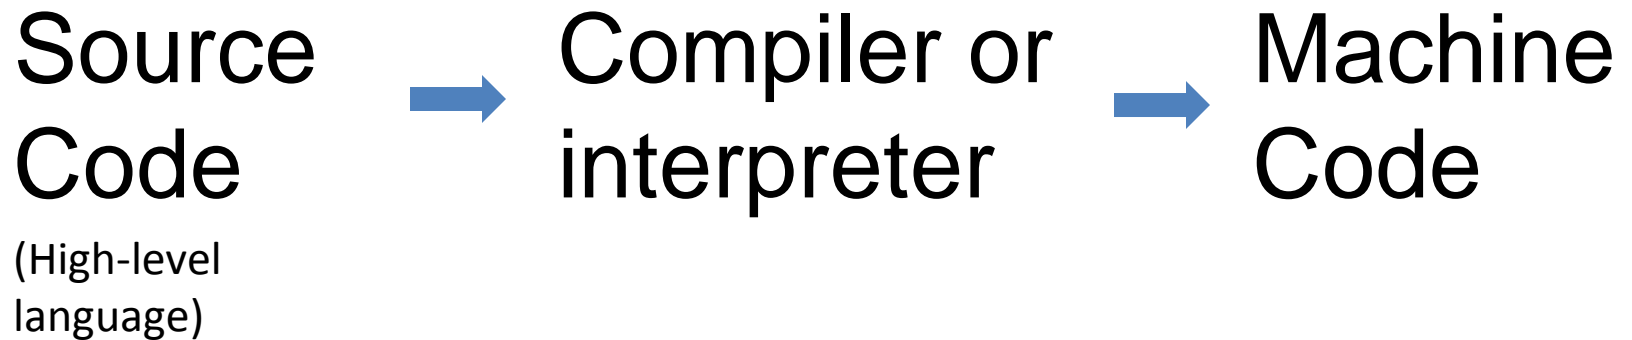 Source
Code
(High-level
language)
Compiler or
interpreter
Machine
Code